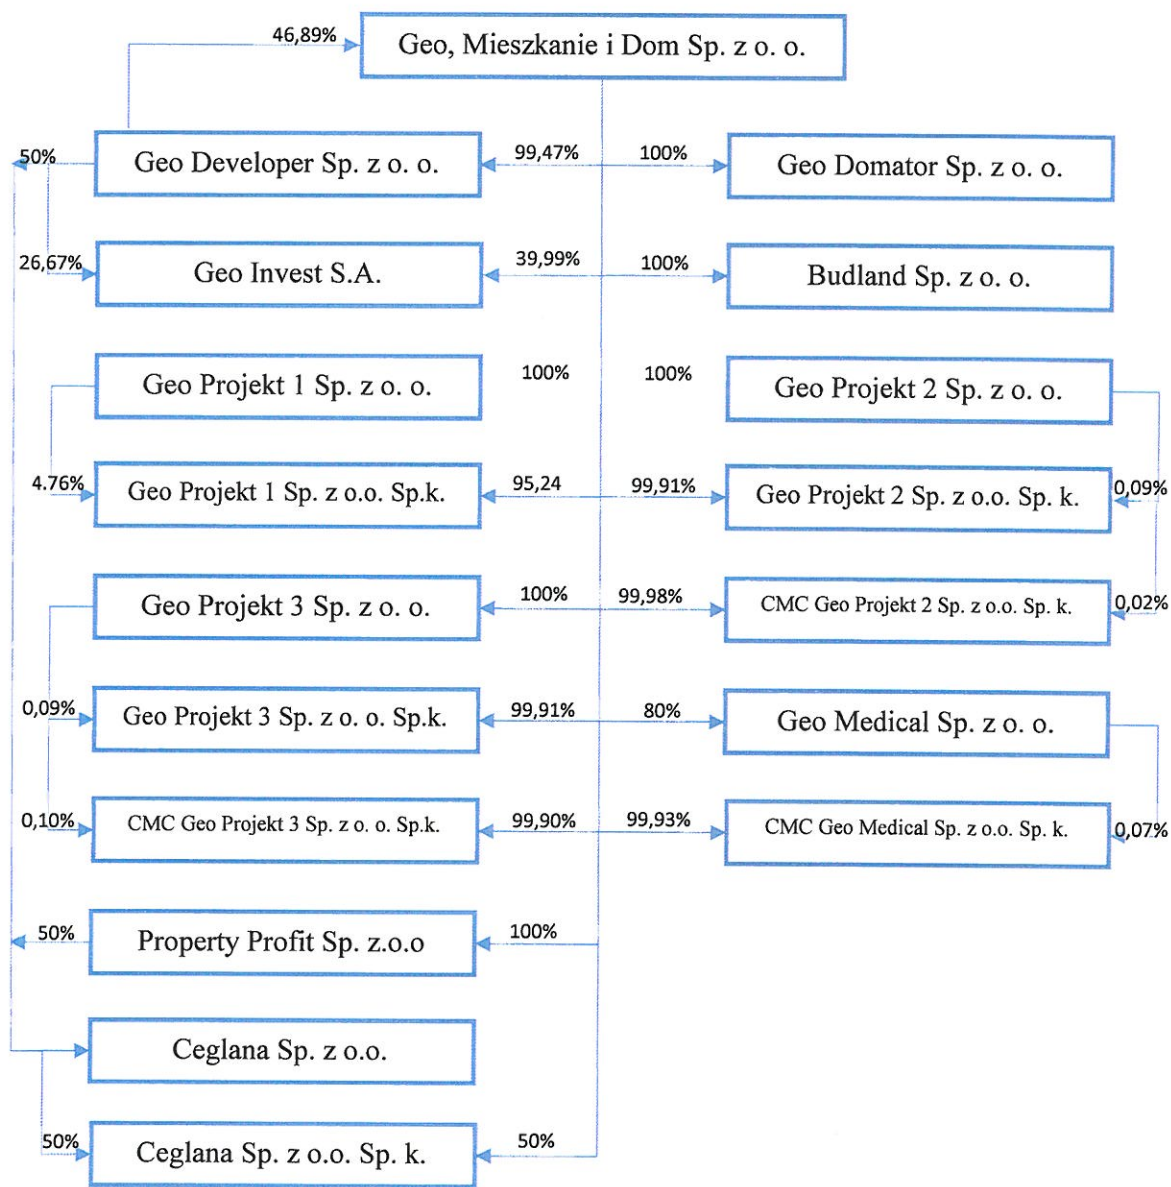 46,89%
Geo, Mieszkanie i Dom Sp. z o. o.
50%
Geo Developer Sp. z o. o.
99,47%
100%
Geo Domator Sp. z o. o.
26,67%
Geo Invest S.A.
39,99%
100%
Budland Sp. z o. o.
Geo Projekt 1 Sp. z o. o.
100%
100%
Geo Projekt 2 Sp. z o. o.
4.76%
Geo Projekt 1 Sp. z o.o. Sp.k.
95,24
99,91%
Geo Projekt 2 Sp. z o.o. Sp. k.
0,09%
Geo Projekt 3 Sp. z o. o.
100%
99,98%
CMC Geo Projekt 2 Sp. z o.o. Sp. k.
0,02%
0,09%
Geo Projekt 3 Sp. z o. o. Sp.k.
99,91%
80%
Geo Medical Sp. z o. o.
0,10%
CMC Geo Projekt 3 Sp. z o. o. Sp.k.
99,90%
99,93%
CMC Geo Medical Sp. z o.o. Sp. k.
0,07%
50%
Property Profit Sp. z.o.o
100%
Ceglana Sp. z o.o.
50%
Ceglana Sp. z o.o. Sp. k.
50%